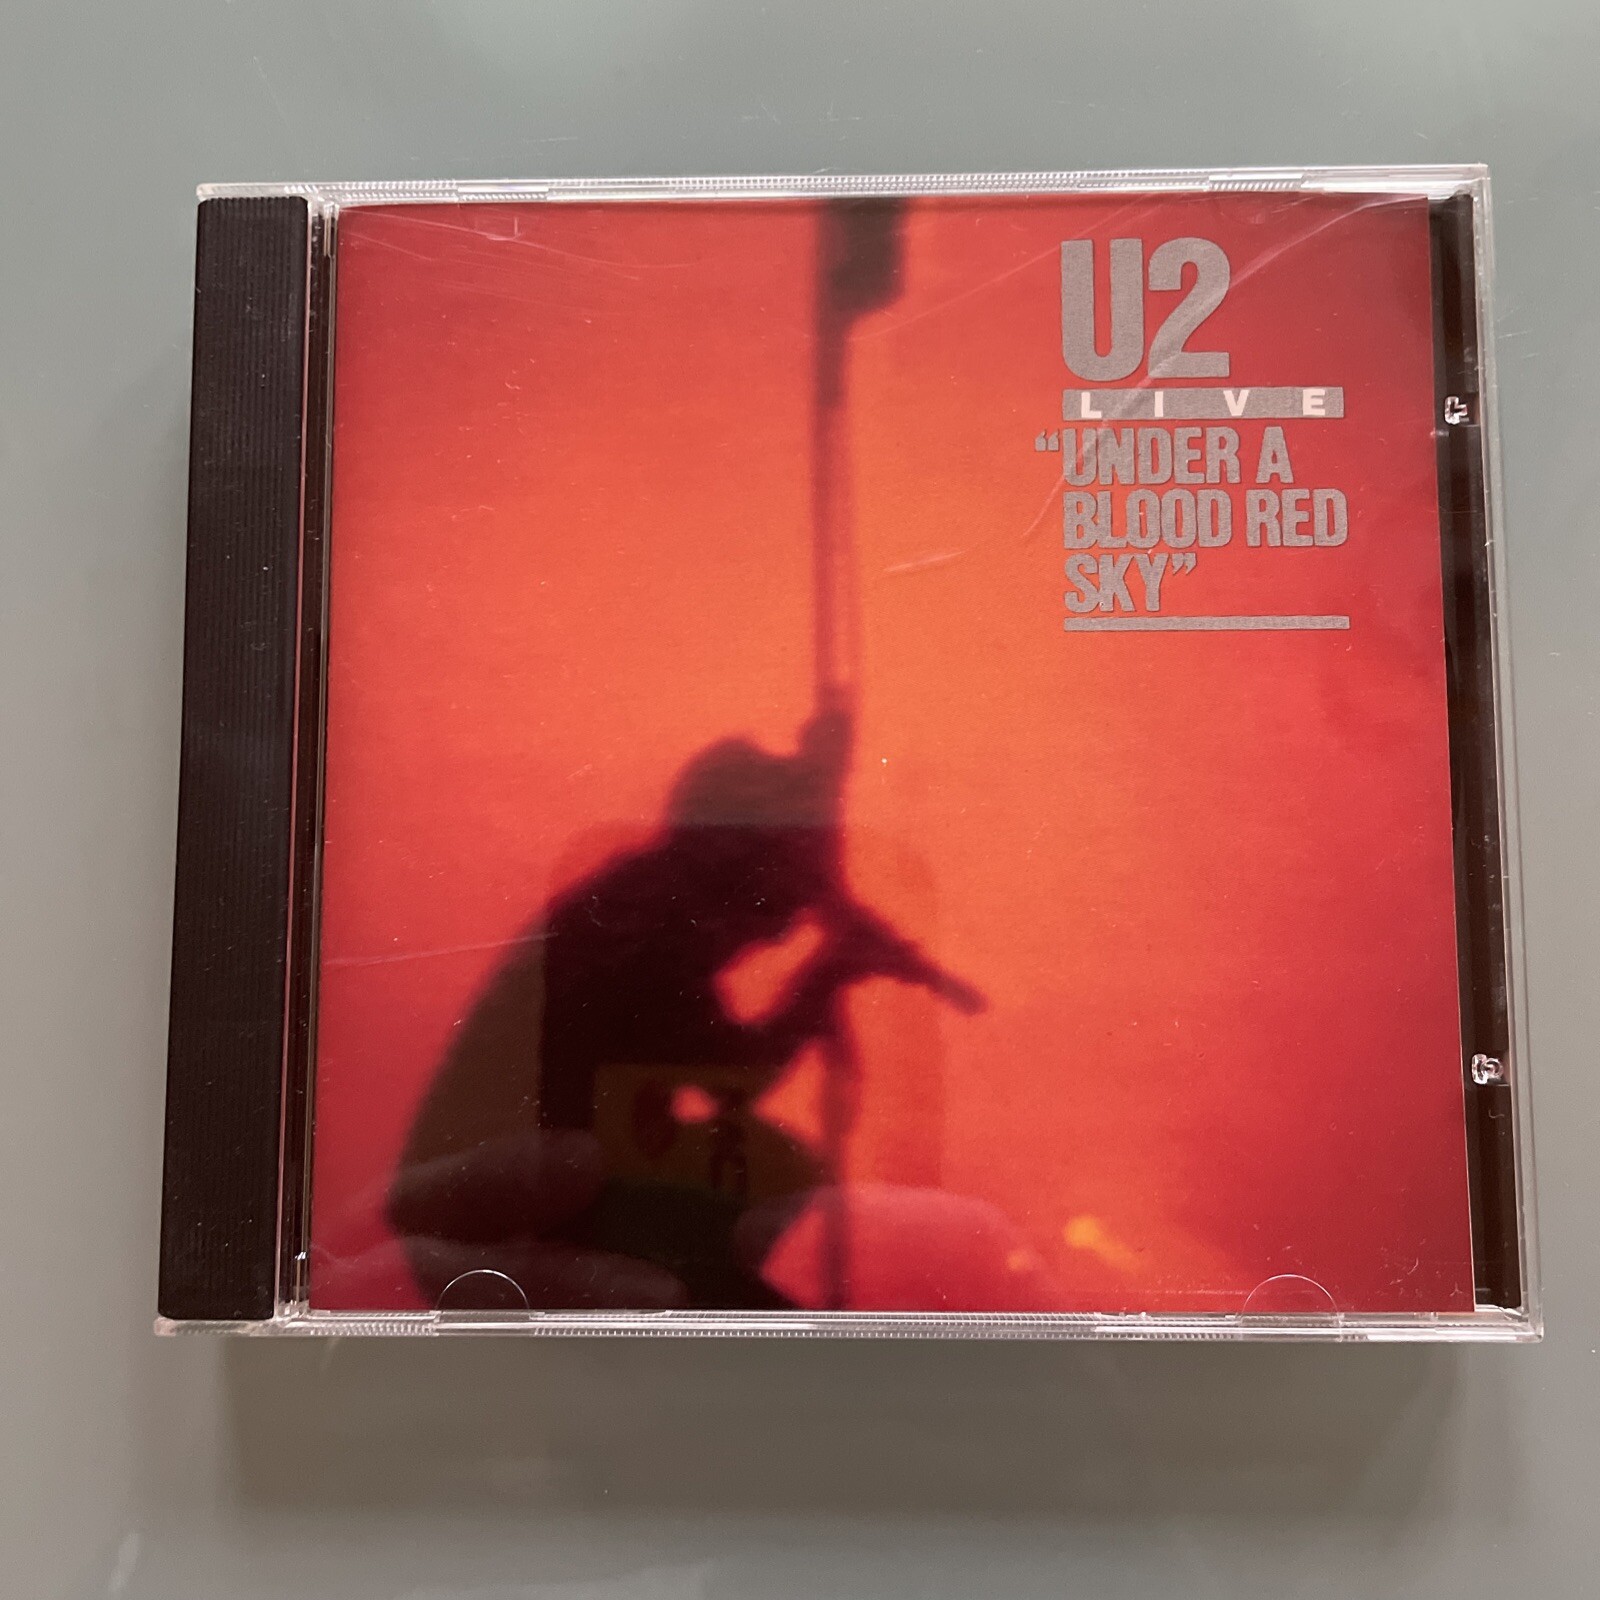 U2
LIVE
“UNDER A
BLOOD RED
SKY”